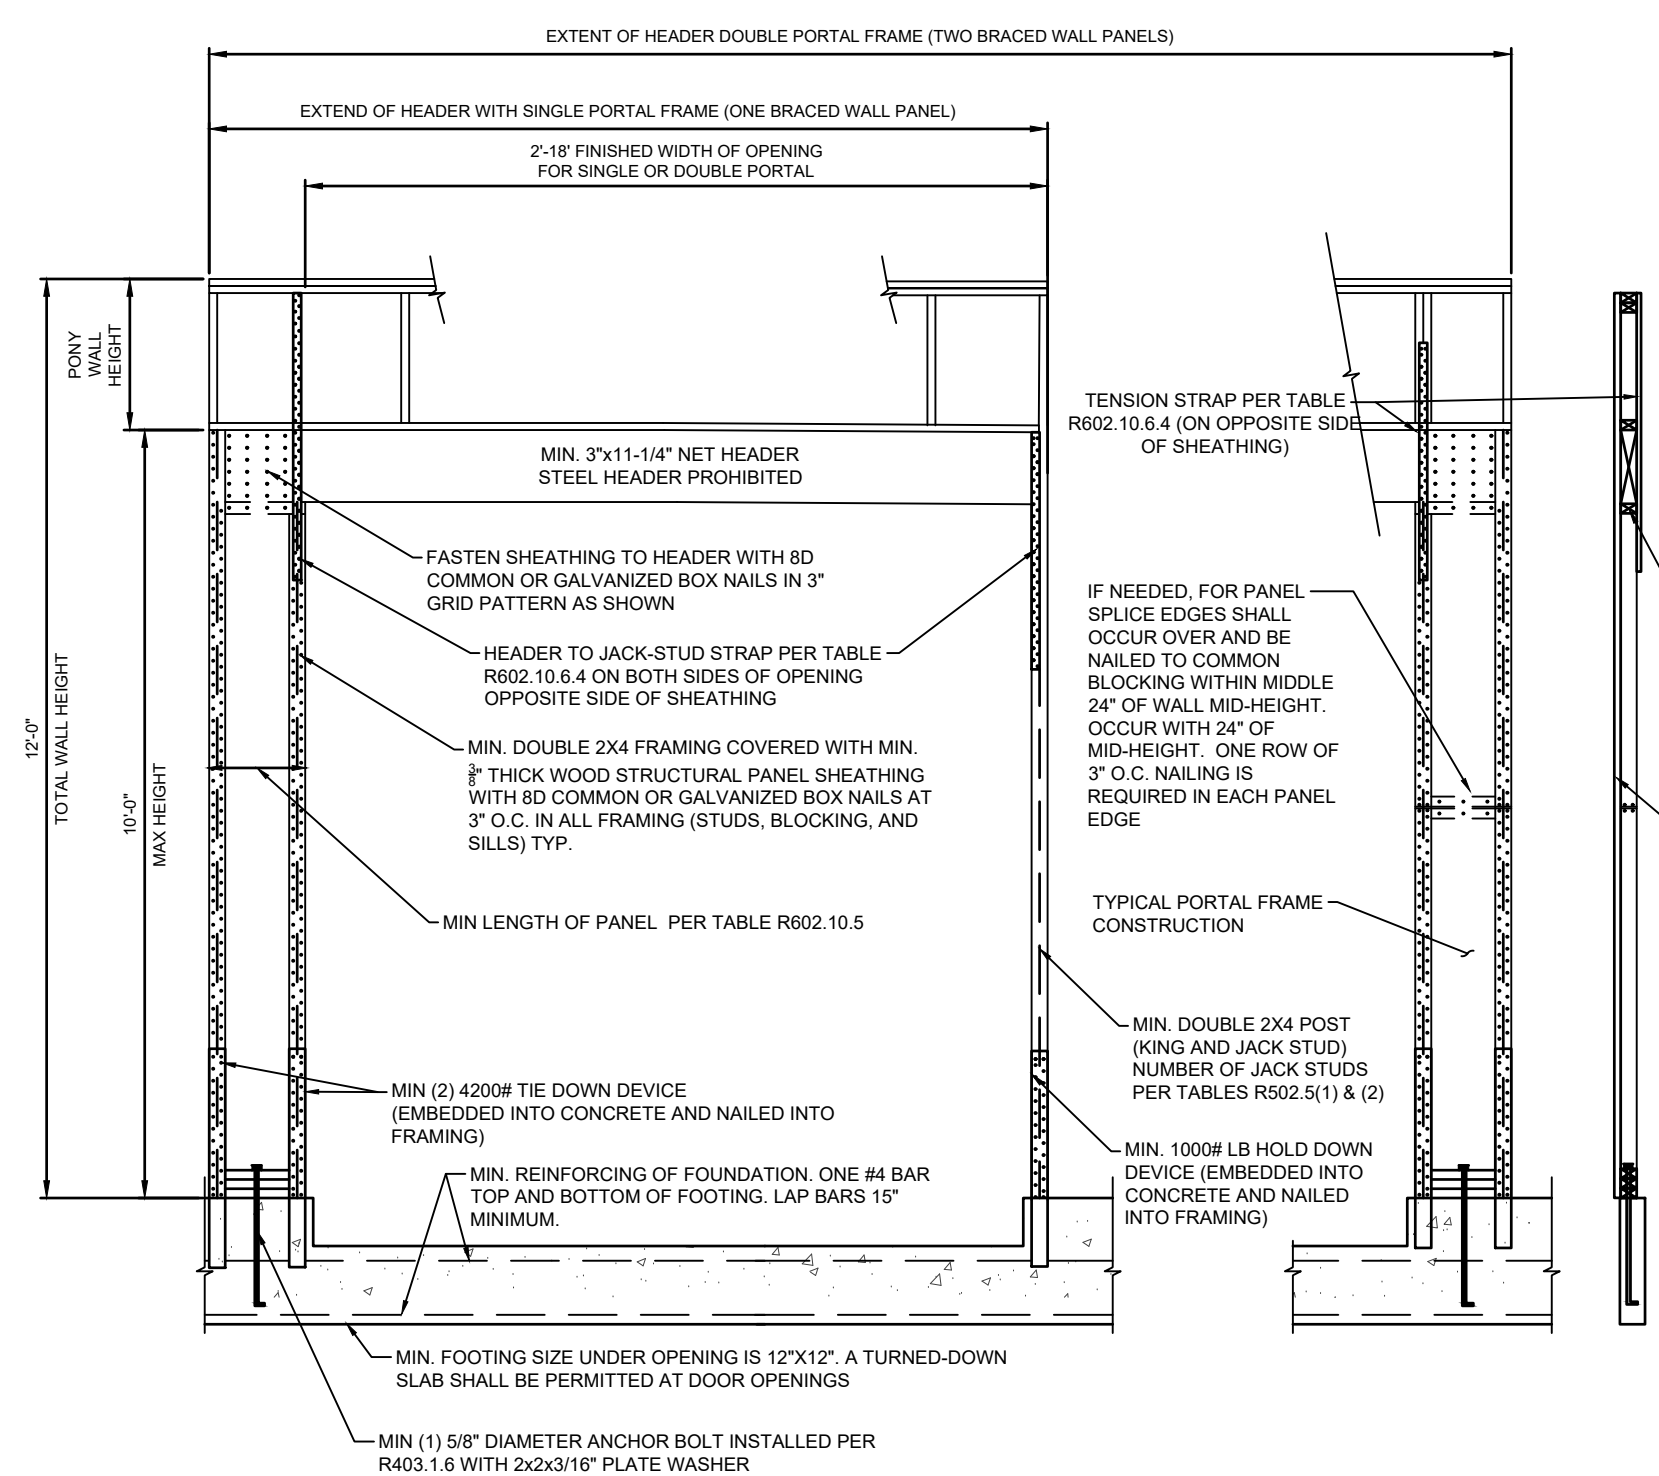 EXTENT OF HEADER DOUBLE PORTAL FRAME (TWO BRACED WALL PANELS)
EXTEND OF HEADER WITH SINGLE PORTAL FRAME (ONE BRACED WALL PANEL)
2'-18' FINISHED WIDTH OF OPENING
FOR SINGLE OR DOUBLE PORTAL
PONY
WALL
HEIGHT
12'-0"
TOTAL WALL HEIGHT
10'-0"
MAX HEIGHT
MIN. 3"x11-1/4" NET HEADER
STEEL HEADER PROHIBITED
TENSION STRAP PER TABLE
R602.10.6.4 (ON OPPOSITE SIDE
OF SHEATHING)
FASTEN SHEATHING TO HEADER WITH 8D
COMMON OR GALVANIZED BOX NAILS IN 3"
GRID PATTERN AS SHOWN
HEADER TO JACK-STUD STRAP PER TABLE
R602.10.6.4 ON BOTH SIDES OF OPENING
OPPOSITE SIDE OF SHEATHING
IF NEEDED, FOR PANEL
SPLICE EDGES SHALL
OCCUR OVER AND BE
NAILED TO COMMON
BLOCKING WITHIN MIDDLE
24" OF WALL MID-HEIGHT.
OCCUR WITH 24" OF
MID-HEIGHT. ONE ROW OF
3" O.C. NAILING IS
REQUIRED IN EACH PANEL
EDGE
MIN. DOUBLE 2X4 FRAMING COVERED WITH MIN.
3/8" THICK WOOD STRUCTURAL PANEL SHEATHING
WITH 8D COMMON OR GALVANIZED BOX NAILS AT
3" O.C. IN ALL FRAMING (STUDS, BLOCKING, AND
SILLS) TYP.
MIN LENGTH OF PANEL PER TABLE R602.10.5
TYPICAL PORTAL FRAME
CONSTRUCTION
MIN. DOUBLE 2X4 POST
(KING AND JACK STUD)
NUMBER OF JACK STUDS
PER TABLES R502.5(1) & (2)
MIN (2) 4200# TIE DOWN DEVICE
(EMBEDDED INTO CONCRETE AND NAILED INTO
FRAMING)
MIN. 1000# LB HOLD DOWN
DEVICE (EMBEDDED INTO
CONCRETE AND NAILED
INTO FRAMING)
MIN. REINFORCING OF FOUNDATION. ONE #4 BAR
TOP AND BOTTOM OF FOOTING. LAP BARS 15"
MINIMUM.
MIN. FOOTING SIZE UNDER OPENING IS 12"X12". A TURNED-DOWN
SLAB SHALL BE PERMITTED AT DOOR OPENINGS
MIN (1) 5/8" DIAMETER ANCHOR BOLT INSTALLED PER
R403.1.6 WITH 2x2x3/16" PLATE WASHER